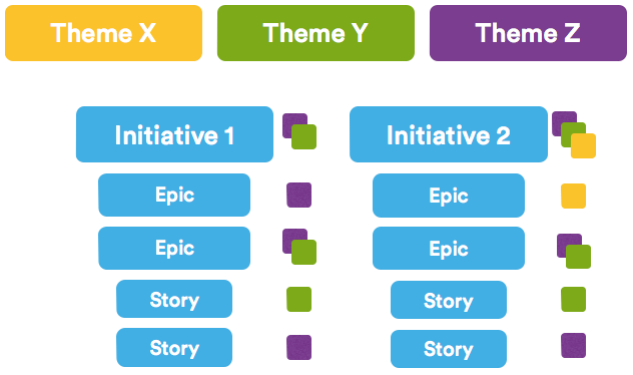 Theme X Theme Y Theme Z
Initiative 1 Initiative 2
Epic Epic
Epic Epic
Story Story
Story Story